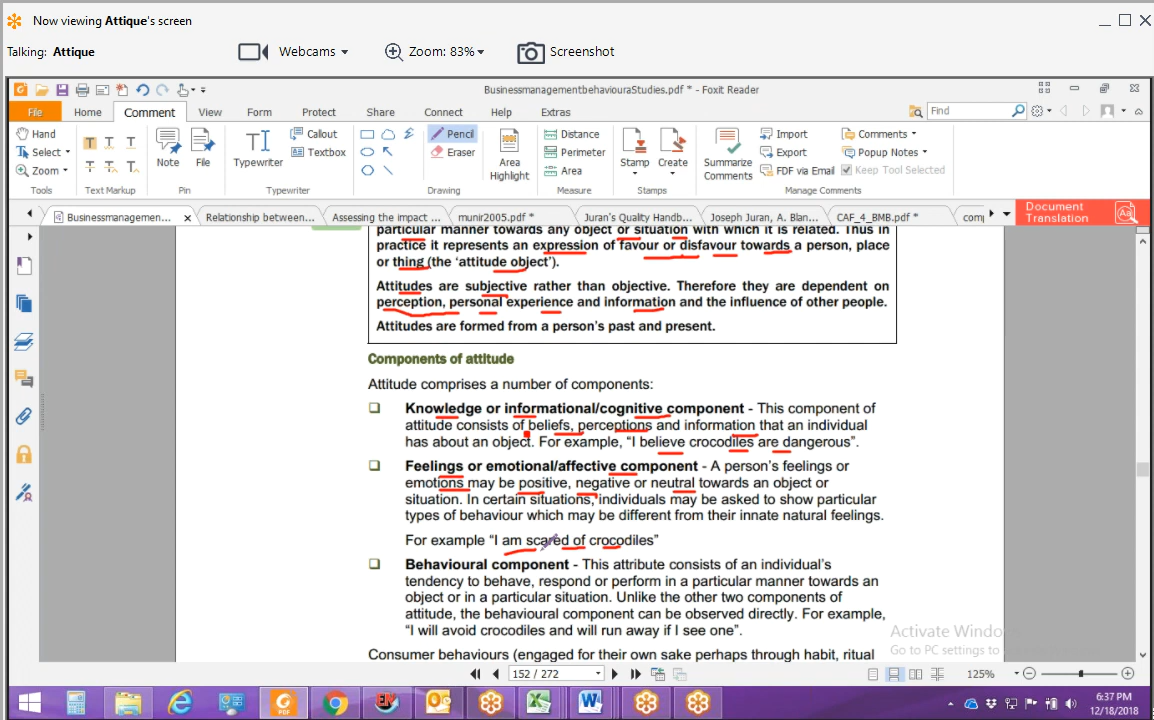 Now viewing Attique's screen
Talking: Attique
Webcams
Zoom: 83%
Screenshot
BusinessmanagementbehaviouraStudies.pdf * - Foxit Reader
File Home Comment View Form Protect Share Connect Help Extras
Find
Hand
Select
Zoom
Tools
Text Markup
Note
File
Pin
Typewriter
Callout
Textbox
Typewriter
Pencil
Eraser
Area
Highlight
Drawing
Distance
Perimeter
Area
Measure
Stamp
Create
Stamps
Summarize
Comments
Import
Export
FDF via Email
Comments
Popup Notes
Keep Tool Selected
Manage Comments
Businessmanagemen...
Relationship between...
Assessing the impact ...
munir2005.pdf *
Juran's Quality Handb...
Joseph Juran, A. Blan...
CAF_4_BMB.pdf *
Document
Translation
particular manner towards any object or situation with which it is related. Thus in
practice it represents an expression of favour or disfavour towards a person, place
or thing (the 'attitude object').
Attitudes are subjective rather than objective. Therefore they are dependent on
perception, personal experience and information and the influence of other people.
Attitudes are formed from a person's past and present.
Components of attitude
Attitude comprises a number of components:
Knowledge or informational/cognitive component - This component of
attitude consists of beliefs, perceptions and information that an individual
has about an object. For example, "I believe crocodiles are dangerous".
Feelings or emotional/affective component - A person's feelings or
emotions may be positive, negative or neutral towards an object or
situation. In certain situations, individuals may be asked to show particular
types of behaviour which may be different from their innate natural feelings.
For example "I am scared of crocodiles"
Behavioural component - This attribute consists of an individual's
tendency to behave, respond or perform in a particular manner towards an
object or in a particular situation. Unlike the other two components of
attitude, the behavioural component can be observed directly. For example,
"I will avoid crocodiles and will run away if I see one".
Consumer behaviours (engaged for their own sake perhaps through habit, ritual
Activate Windo
Go to PC settings to
152 / 272
125%
6:37 PM
12/18/2018